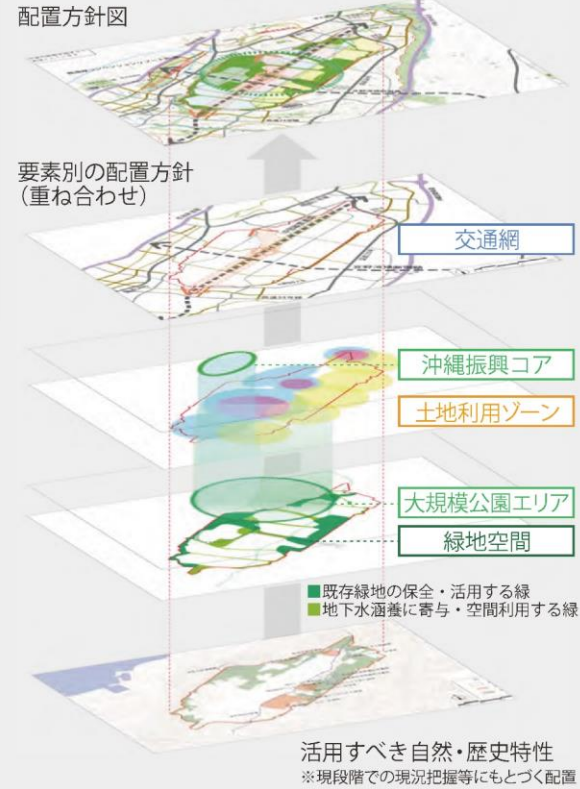 配置方針図
要素別の配置方針
(重ね合わせ)
交通網
沖縄振興コア
土地利用ゾーン
大規模公園エリア
緑地空間
■既存緑地の保全・活用する緑
■地下水涵養に寄与・空間利用する緑
活用すべき自然・歴史特性
※現段階での現況把握等にもとづく配置